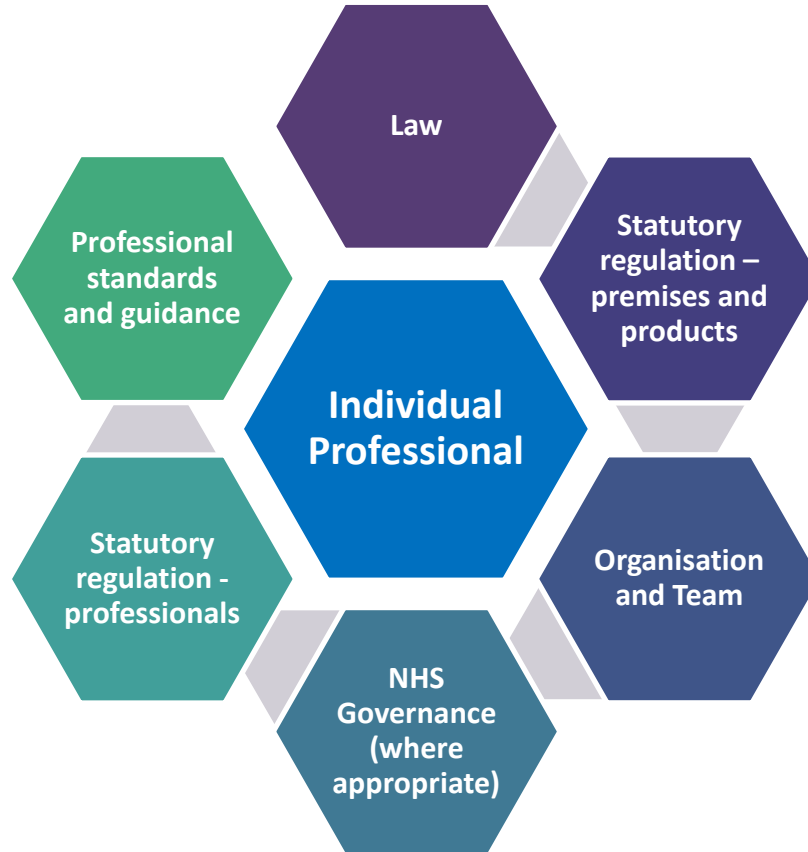 Law
Statutory
regulation –
premises and
products
Organisation
and Team
NHS
Governance
(where
appropriate)
Statutory
regulation -
professionals
Professional
standards
and guidance
Individual
Professional